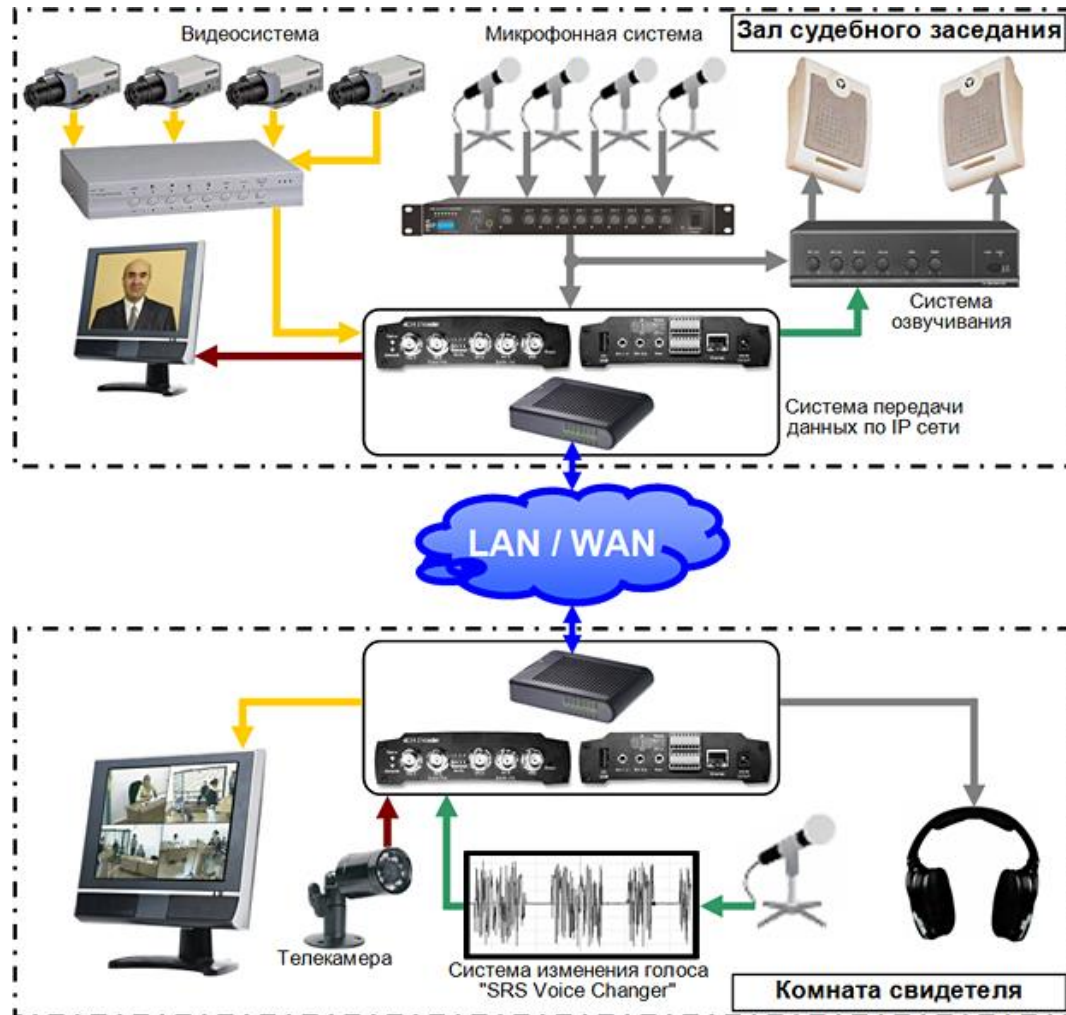 Видеосистема
Микрофонная система
Зал судебного заседания
Система
озвучивания
Система передачи
данных по IP сети
LAN / WAN
Телекамера
Система изменения голоса
"SRS Voice Changer"
Комната свидетеля